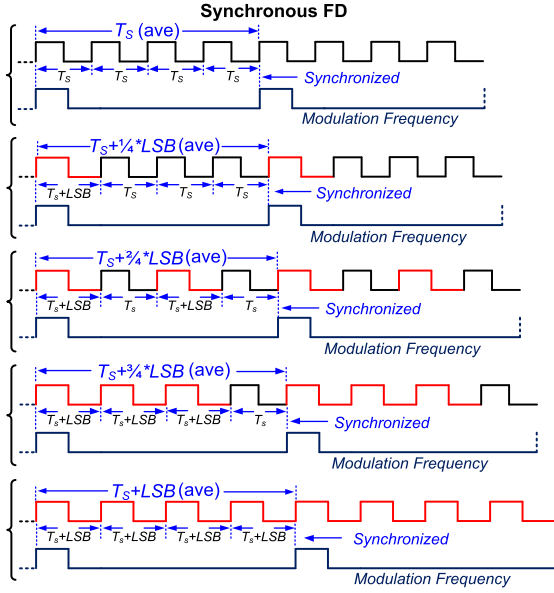 Synchronous FD
TS (ave)
TS TS TS TS
Synchronized
Modulation Frequency
TS+¼*LSB (ave)
Ts+LSB Ts Ts Ts
Synchronized
Modulation Frequency
TS+²⁄₄*LSB (ave)
Ts+LSB Ts Ts+LSB Ts
Synchronized
Modulation Frequency
TS+¾*LSB (ave)
Ts+LSB Ts+LSB Ts+LSB Ts
Synchronized
Modulation Frequency
TS+LSB (ave)
Ts+LSB Ts+LSB Ts+LSB Ts+LSB
Synchronized
Modulation Frequency